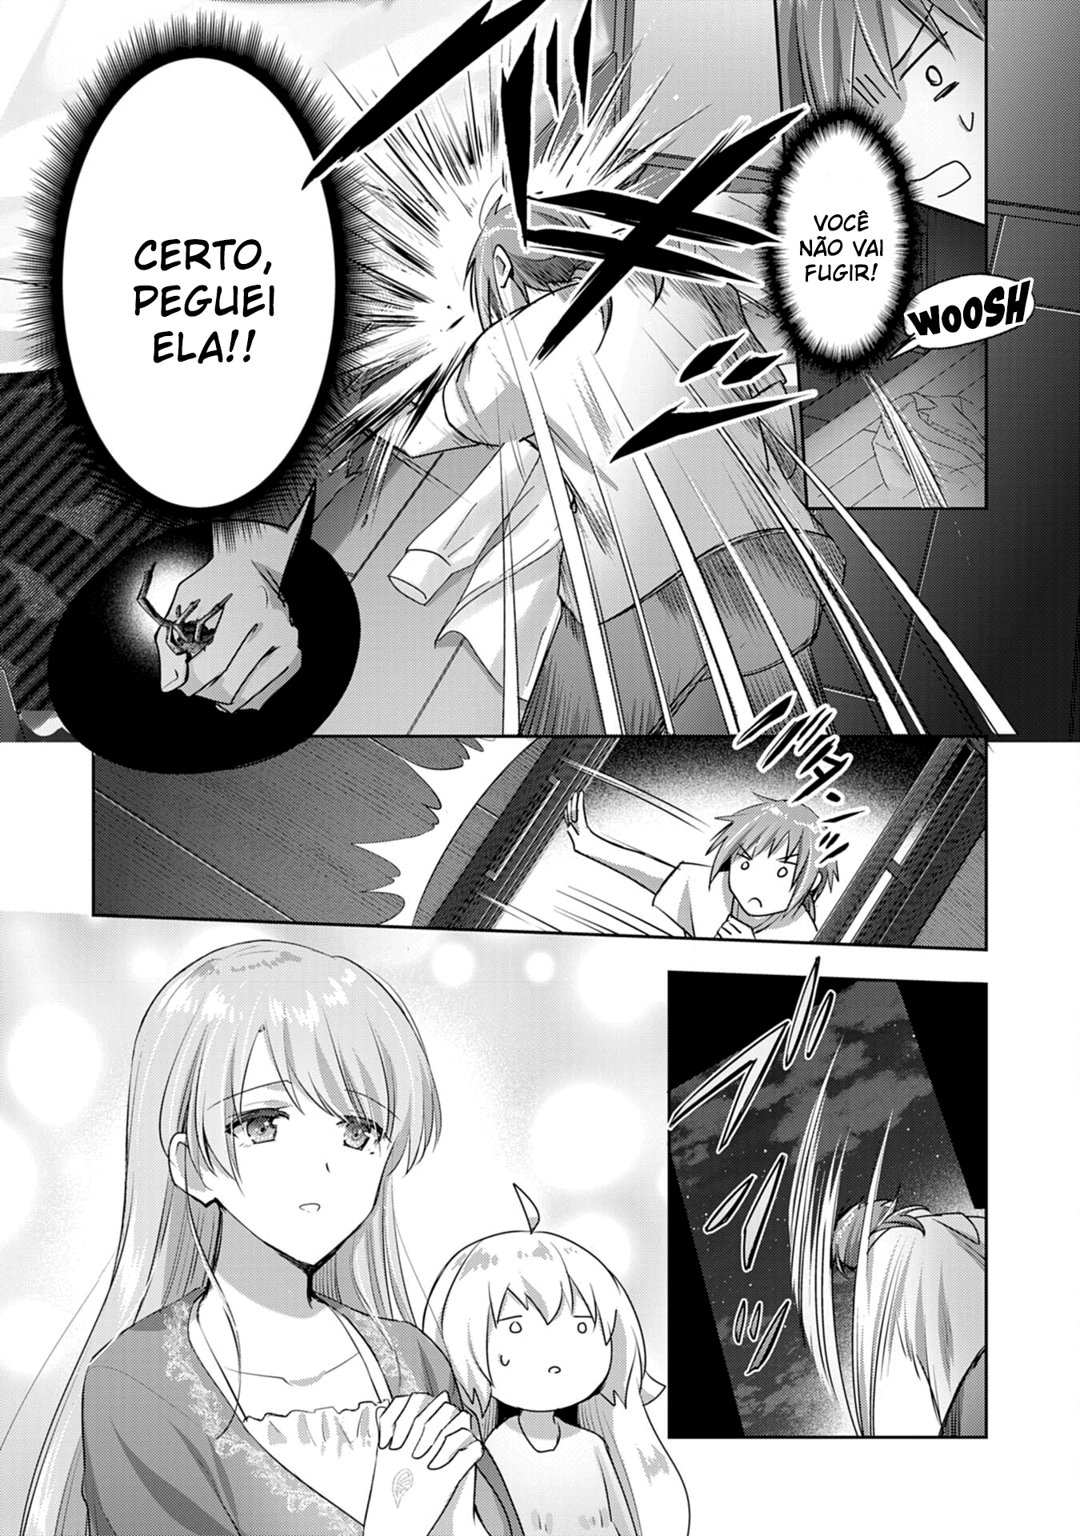 VOCÊ
NÃO VAI
FUGIR!
WOOSH
CERTO,
PEGUEI
ELA!!